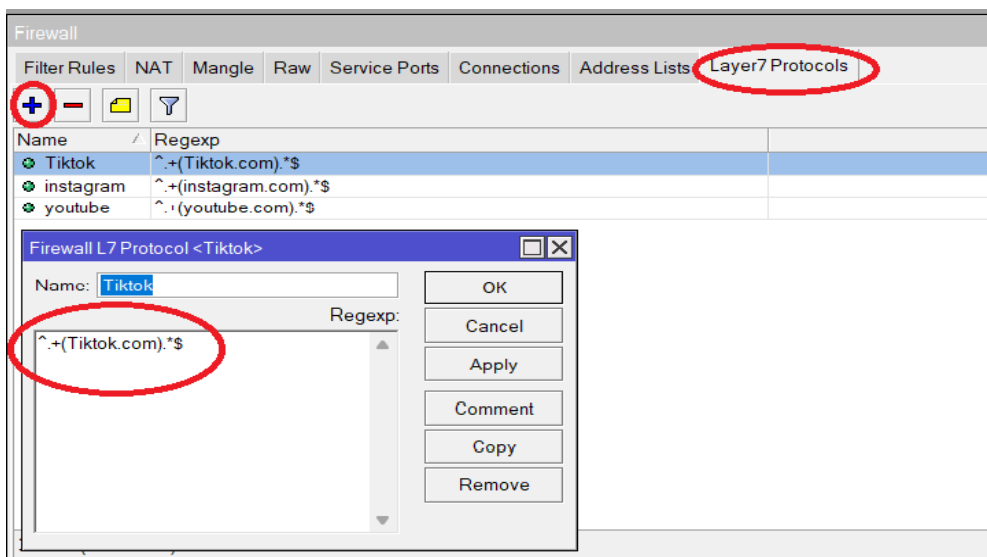 Firewall
Filter Rules NAT Mangle Raw Service Ports Connections Address Lists Layer7 Protocols
Name Regexp
Tiktok ^.+(Tiktok.com).*$
instagram ^.+(instagram.com).*$
youtube ^.+(youtube.com).*$
Firewall L7 Protocol <Tiktok>
Name: Tiktok OK
Regexp:
Cancel
^.+(Tiktok.com).*$
Apply
Comment
Copy
Remove